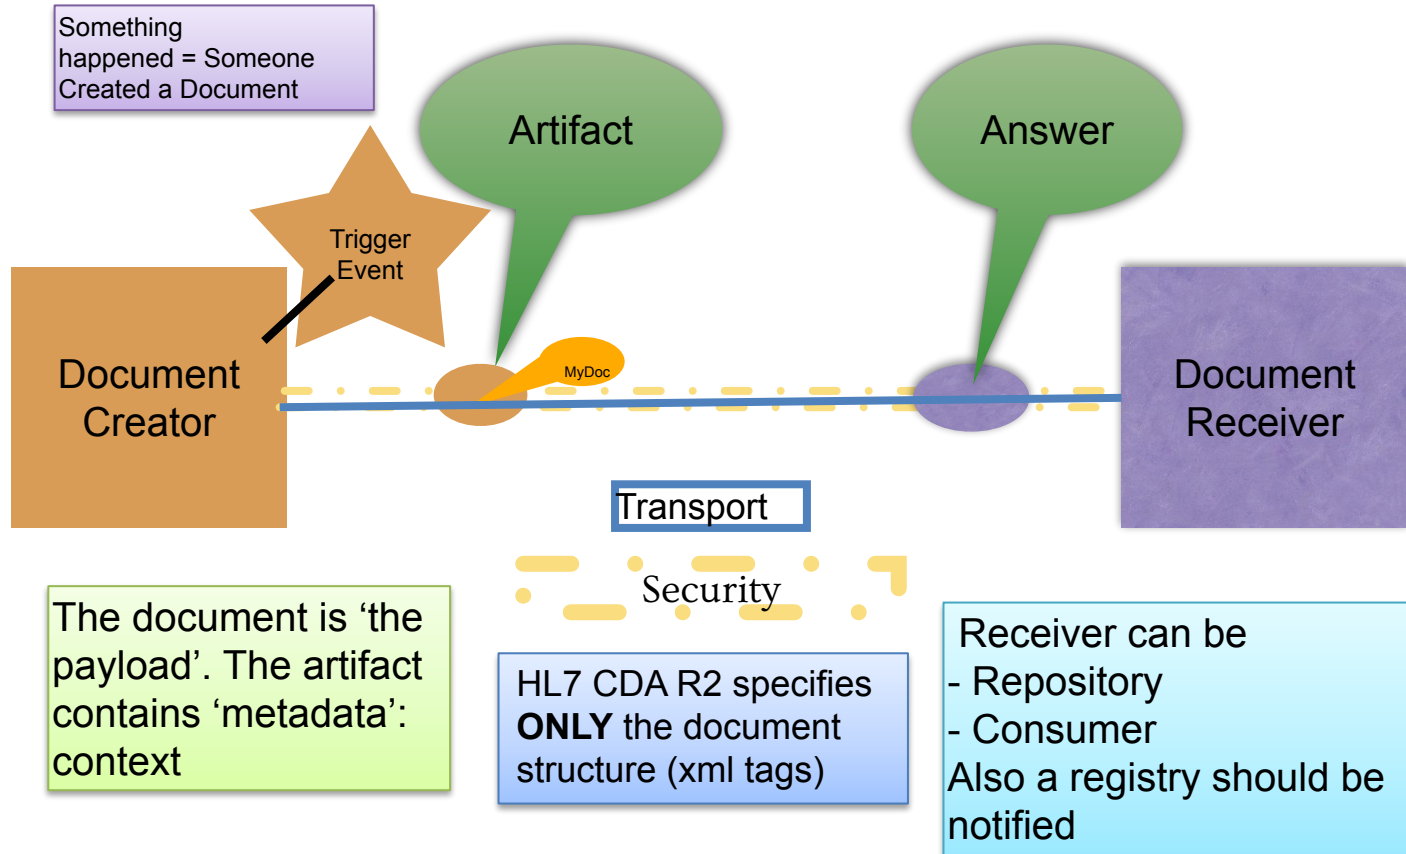 Something
happened = Someone
Created a Document
Artifact
Answer
Trigger
Event
Document
Creator
MyDoc
Document
Receiver
Transport
Security
The document is ‘the
payload’. The artifact
contains ‘metadata’:
context
HL7 CDA R2 specifies
ONLY the document
structure (xml tags)
Receiver can be
- Repository
- Consumer
Also a registry should be
notified